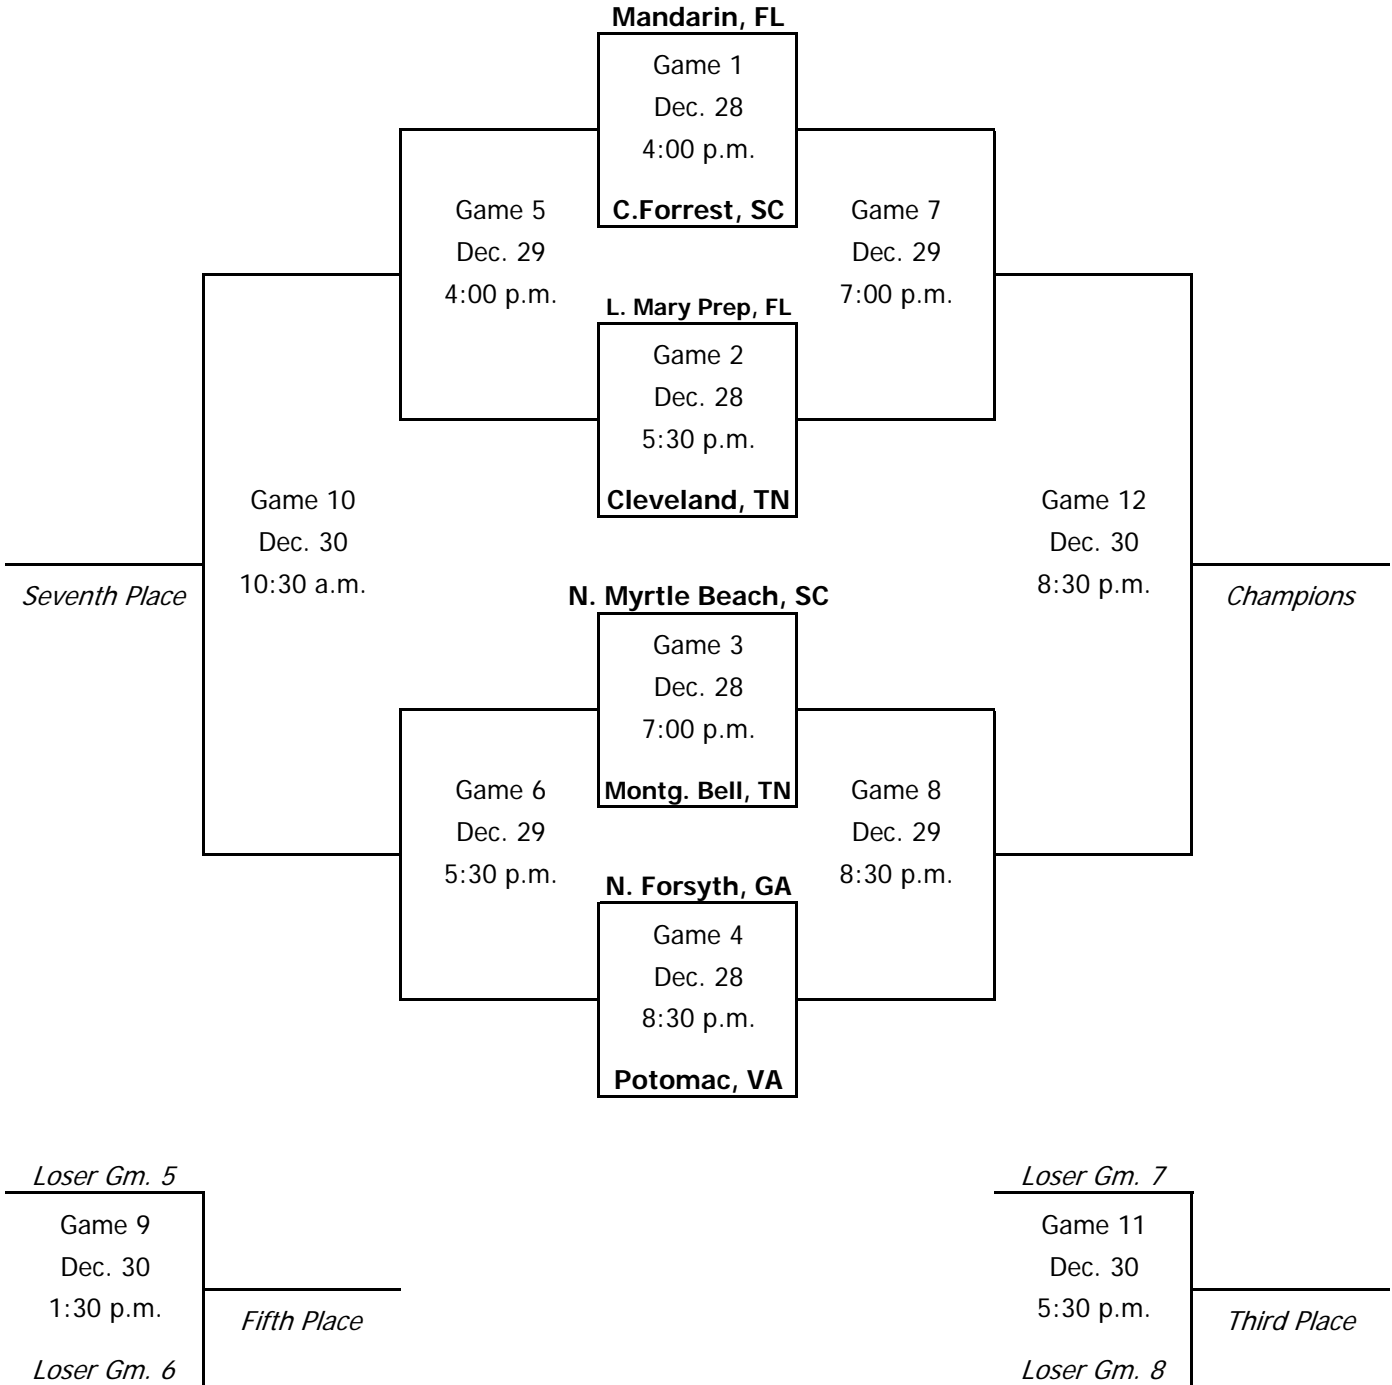 Mandarin, FL
Game 1
Dec. 28
4:00 p.m.
C.Forrest, SC
Game 5
Dec. 29
4:00 p.m.
Game 7
Dec. 29
7:00 p.m.
L. Mary Prep, FL
Game 2
Dec. 28
5:30 p.m.
Cleveland, TN
Game 10
Dec. 30
10:30 a.m.
Seventh Place
Game 12
Dec. 30
8:30 p.m.
Champions
N. Myrtle Beach, SC
Game 3
Dec. 28
7:00 p.m.
Montg. Bell, TN
Game 6
Dec. 29
5:30 p.m.
Game 8
Dec. 29
8:30 p.m.
N. Forsyth, GA
Game 4
Dec. 28
8:30 p.m.
Potomac, VA
Loser Gm. 5
Game 9
Dec. 30
1:30 p.m.
Loser Gm. 6
Fifth Place
Loser Gm. 7
Game 11
Dec. 30
5:30 p.m.
Loser Gm. 8
Third Place